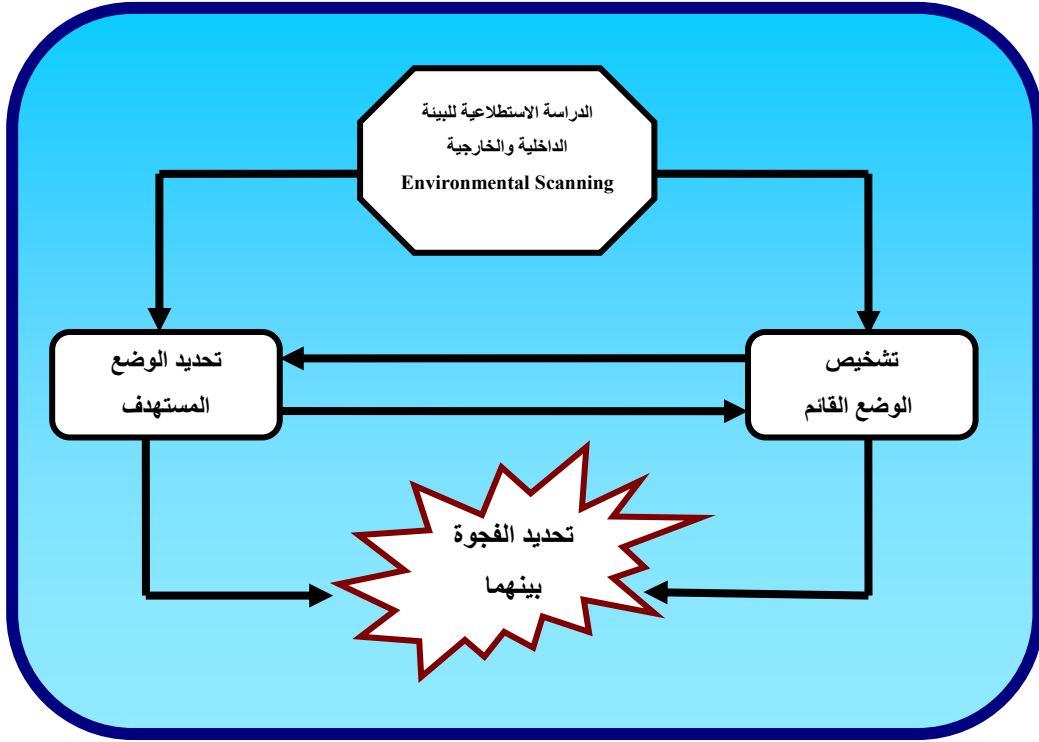 الدراسة الاستطلاعية للبيئة
الداخلية والخارجية
Environmental Scanning
تشخيص
الوضع القائم
تحديد الوضع
المستهدف
تحديد الفجوة
بينهما